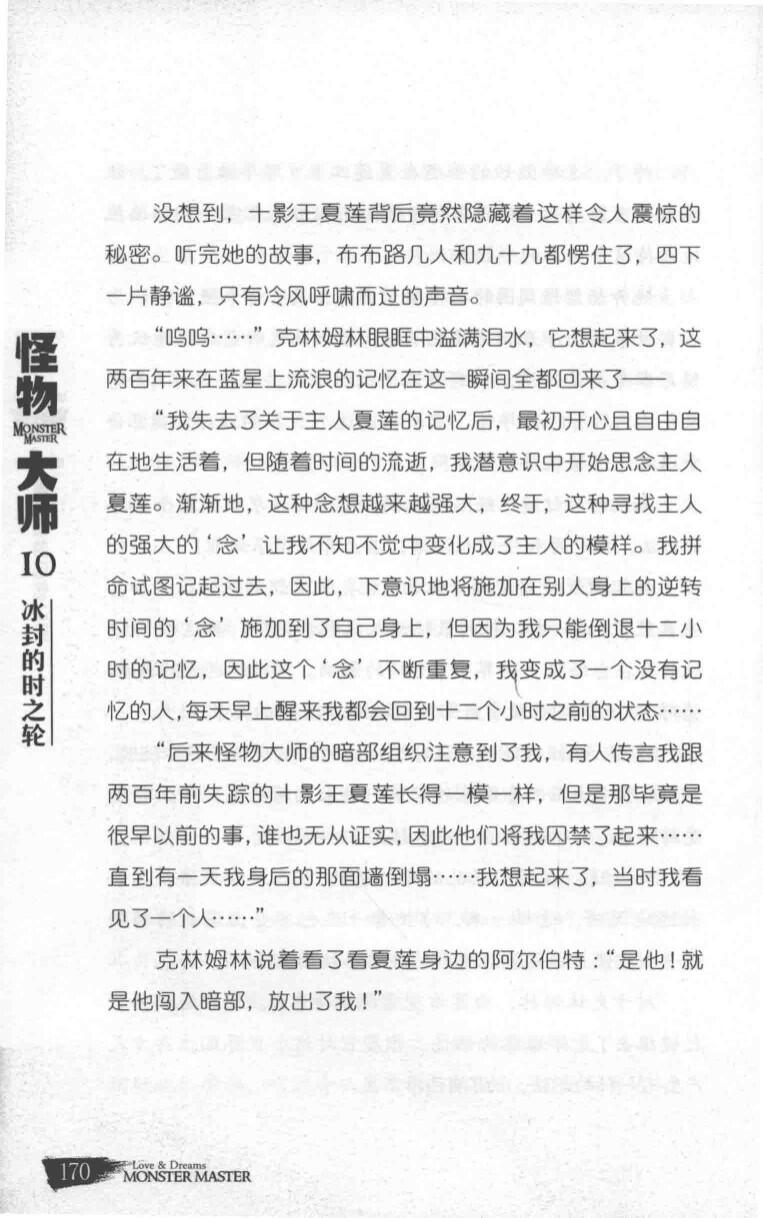 没想到，十影王夏莲背后竟然隐藏着这样令人震惊的
秘密。听完她的故事，布布路几人和九十九都愣住了，四下
一片静谧，只有冷风呼啸而过的声音。
“呜呜……”克林姆林眼眶中溢满泪水，它想起来了，这
两百年来在蓝星上流浪的记忆在这一瞬间全都回来了——
“我失去了关于主人夏莲的记忆后，最初开心且自由自
在地生活着，但随着时间的流逝，我潜意识中开始思念主人
夏莲。渐渐地，这种念想越来越强大，终于，这种寻找主人
的强大的‘念’让我不知不觉中变化成了主人的模样。我拼
命试图记起过去，因此，下意识地将施加在别人身上的逆转
时间的‘念’施加到了自己身上，但因为我只能倒退十二小
时的记忆，因此这个‘念’不断重复，我变成了一个没有记
忆的人，每天早上醒来我都会回到十二个小时之前的状态……
“后来怪物大师的暗部组织注意到了我，有人传言我跟
两百年前失踪的十影王夏莲长得一模一样，但是那毕竟是
很早以前的事，谁也无从证实，因此他们将我囚禁了起来……
直到有一天我身后的那面墙倒塌……我想起来了，当时我看
见了一个人……”
克林姆林说着看了看夏莲身边的阿尔伯特：“是他！就
是他闯入暗部，放出了我！”
怪物
MONSTER
MASTER
大师
10
冰封的时之轮
170
Love & Dreams
MONSTER MASTER